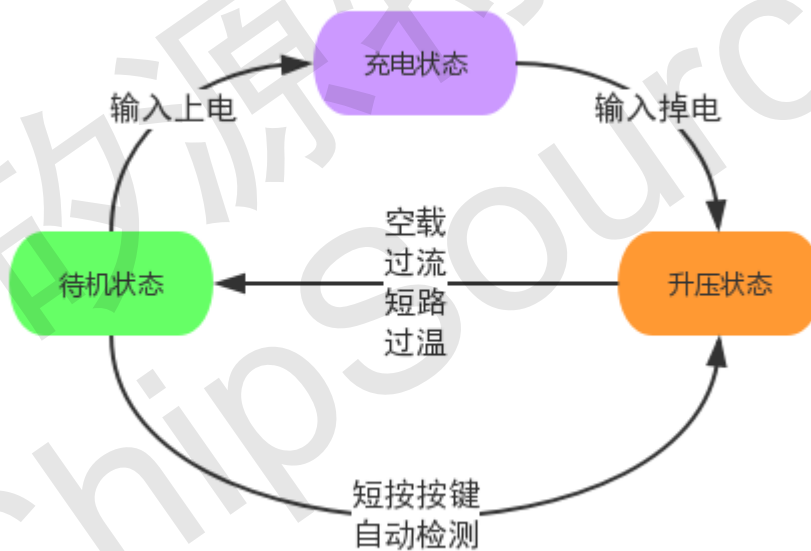 充电状态
输入上电
输入掉电
空载
过流
短路
过温
待机状态
升压状态
短按按键
自动检测
ChipSourc